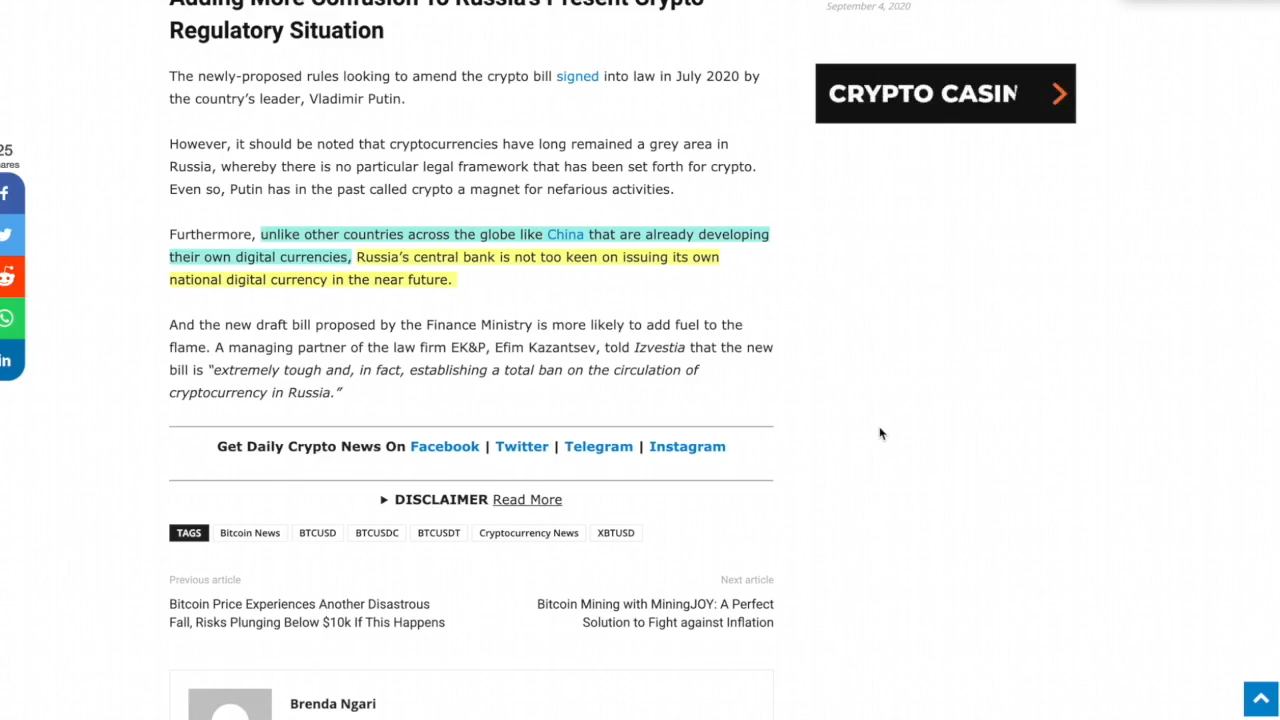 Adding More Confusion To Russia's Present Crypto
Regulatory Situation
September 4, 2020
The newly-proposed rules looking to amend the crypto bill signed into law in July 2020 by
the country's leader, Vladimir Putin.
CRYPTO CASIN
However, it should be noted that cryptocurrencies have long remained a grey area in
Russia, whereby there is no particular legal framework that has been set forth for crypto.
Even so, Putin has in the past called crypto a magnet for nefarious activities.
25
ares
Furthermore, unlike other countries across the globe like China that are already developing
their own digital currencies, Russia's central bank is not too keen on issuing its own
national digital currency in the near future.
And the new draft bill proposed by the Finance Ministry is more likely to add fuel to the
flame. A managing partner of the law firm EK&P, Efim Kazantsev, told Izvestia that the new
bill is “extremely tough and, in fact, establishing a total ban on the circulation of
cryptocurrency in Russia.”
Get Daily Crypto News On Facebook | Twitter | Telegram | Instagram
DISCLAIMER Read More
TAGS Bitcoin News BTCUSD BTCUSDC BTCUSDT Cryptocurrency News XBTUSD
Previous article
Bitcoin Price Experiences Another Disastrous
Fall, Risks Plunging Below $10k If This Happens
Next article
Bitcoin Mining with MiningJOY: A Perfect
Solution to Fight against Inflation
Brenda Ngari